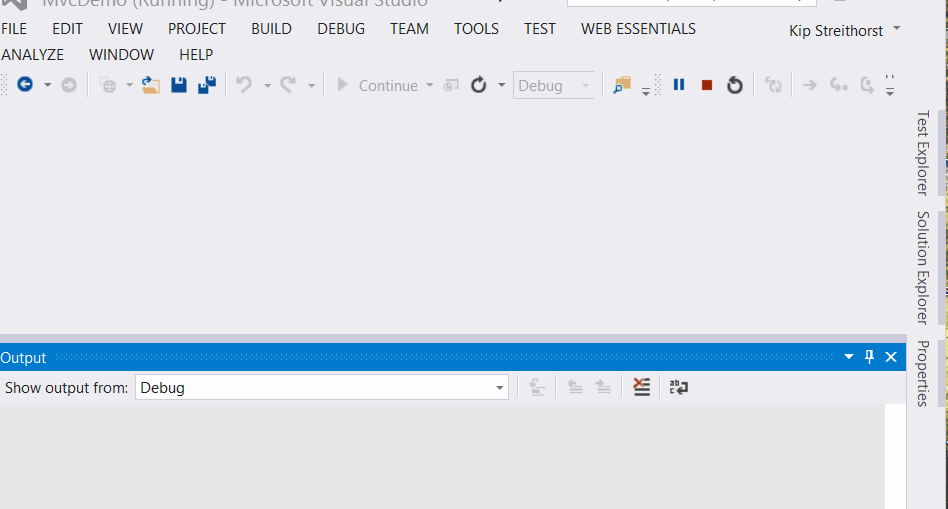 MvcDemo (Running) - Microsoft Visual Studio
FILE EDIT VIEW PROJECT BUILD DEBUG TEAM TOOLS TEST WEB ESSENTIALS Kip Streithorst
ANALYZE WINDOW HELP
Continue Debug
Test Explorer
Solution Explorer
Properties
Output
Show output from: Debug